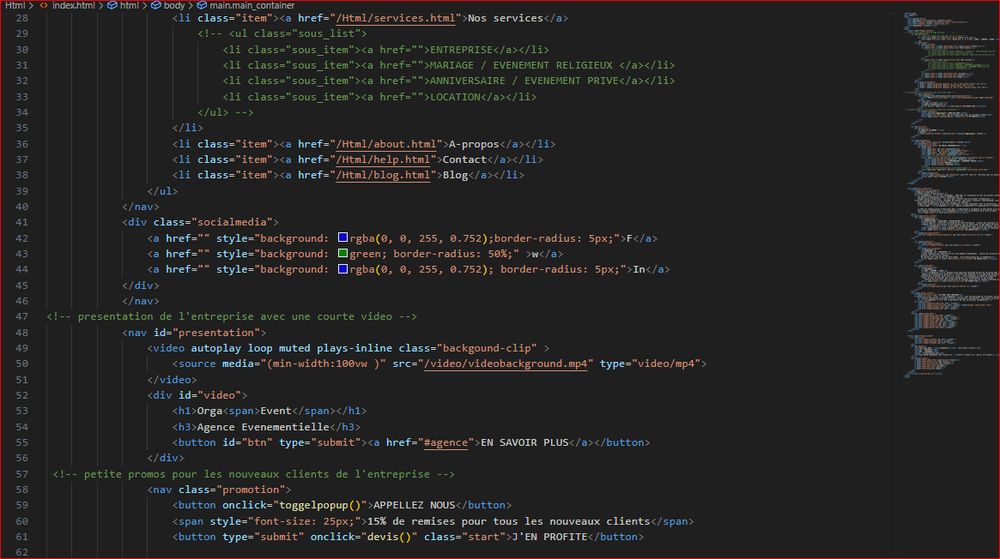 Html > index.html > html > body > main.main_container
28 <li class="item"><a href="/Html/services.html">Nos services</a>
29 <!-- <ul class="sous_list">
30 <li class="sous_item"><a href="">ENTREPRISE</a></li>
31 <li class="sous_item"><a href="">MARIAGE / EVENEMENT RELIGIEUX </a></li>
32 <li class="sous_item"><a href="">ANNIVERSAIRE / EVENEMENT PRIVE</a></li>
33 <li class="sous_item"><a href="">LOCATION</a></li>
34 </ul> -->
35 </li>
36 <li class="item"><a href="/Html/about.html">A-propos</a></li>
37 <li class="item"><a href="/Html/help.html">Contact</a></li>
38 <li class="item"><a href="/Html/blog.html">Blog</a></li>
39 </ul>
40 </nav>
41 <div class="socialmedia">
42 <a href="" style="background: rgba(0, 0, 255, 0.752);border-radius: 5px;">F</a>
43 <a href="" style="background: green; border-radius: 50%;" >w</a>
44 <a href="" style="background: rgba(0, 0, 255, 0.752); border-radius: 5px;">In</a>
45 </div>
46 </nav>
47 <!-- presentation de l'entreprise avec une courte video -->
48 <nav id="presentation">
49 <video autoplay loop muted plays-inline class="backgound-clip" >
50 <source media="(min-width:100vw )" src="/video/videobackground.mp4" type="video/mp4">
51 </video>
52 <div id="video">
53 <h1>Orga<span>Event</span></h1>
54 <h3>Agence Evenementielle</h3>
55 <button id="btn" type="submit"><a href="#agence">EN SAVOIR PLUS</a></button>
56 </div>
57 <!-- petite promos pour les nouveaux clients de l'entreprise -->
58 <nav class="promotion">
59 <button onclick="toggelpopup()">APPELLEZ NOUS</button>
60 <span style="font-size: 25px;">15% de remises pour tous les nouveaux clients</span>
61 <button type="submit" onclick="devis()" class="start">J'EN PROFITE</button>
62